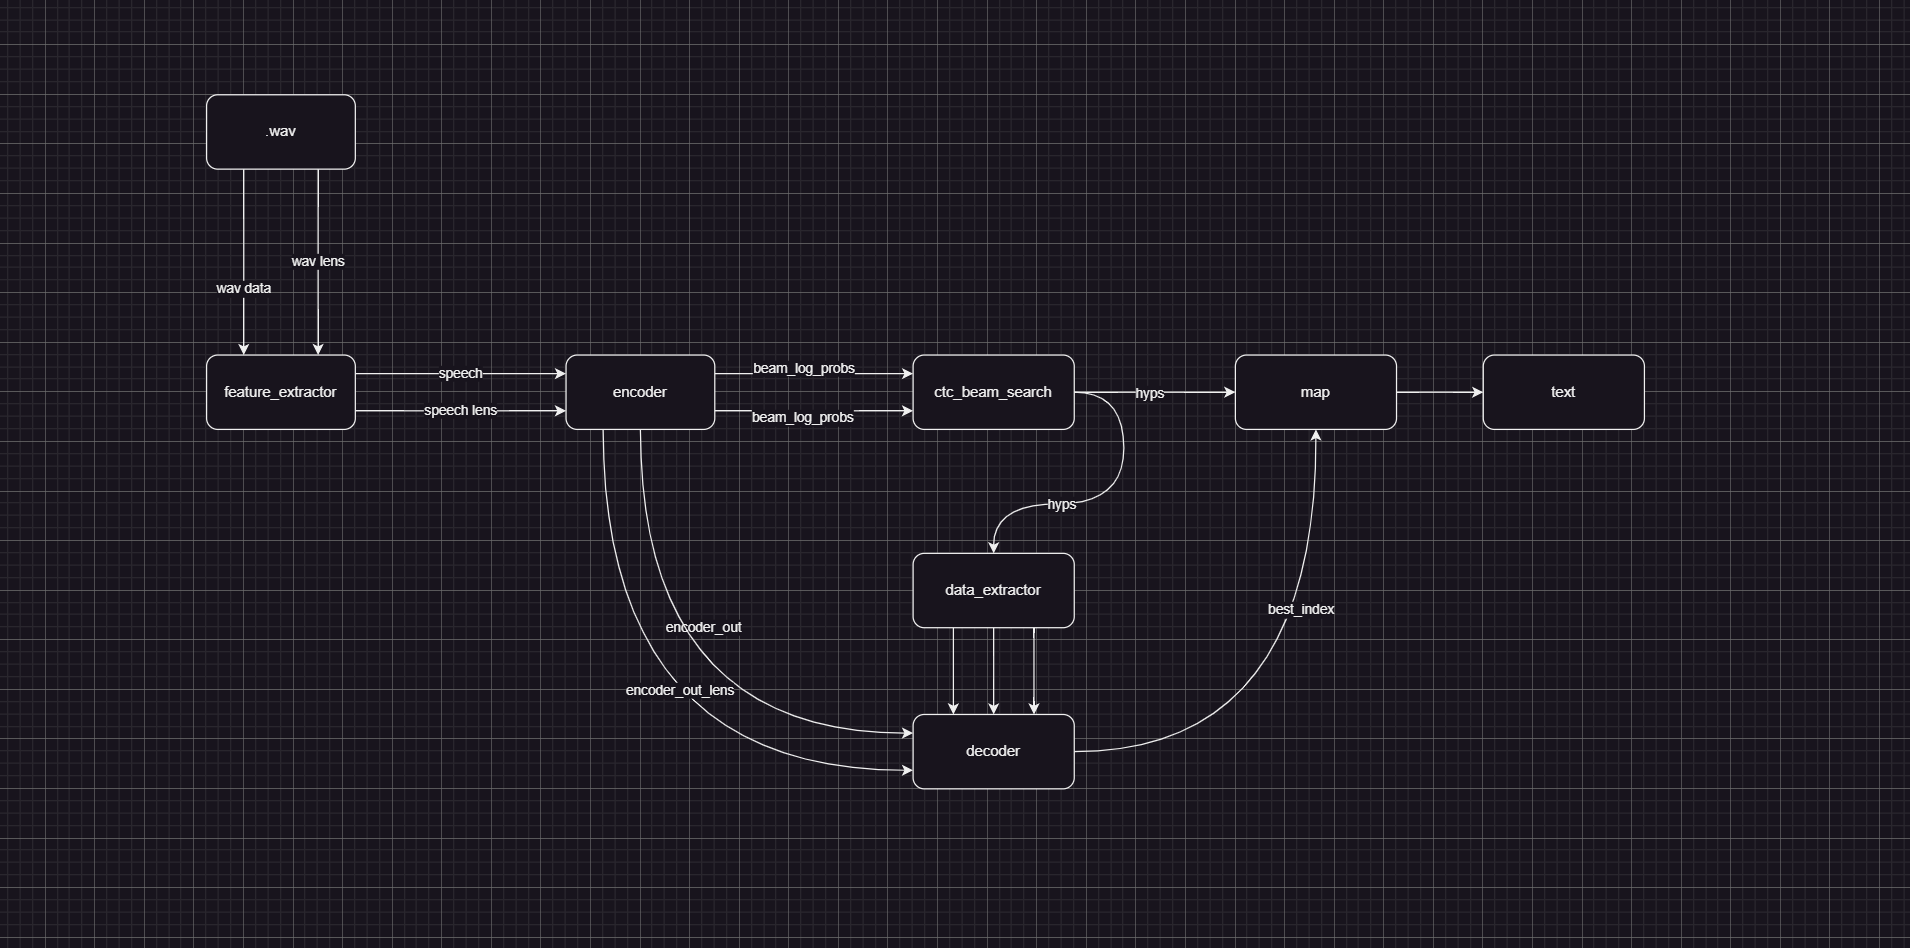 .wav
wav lens
wav data
feature_extractor
speech
speech lens
encoder
beam_log_probs
beam_log_probs
ctc_beam_search
hyps
map
text
hyps
data_extractor
encoder_out
encoder_out_lens
best_index
decoder